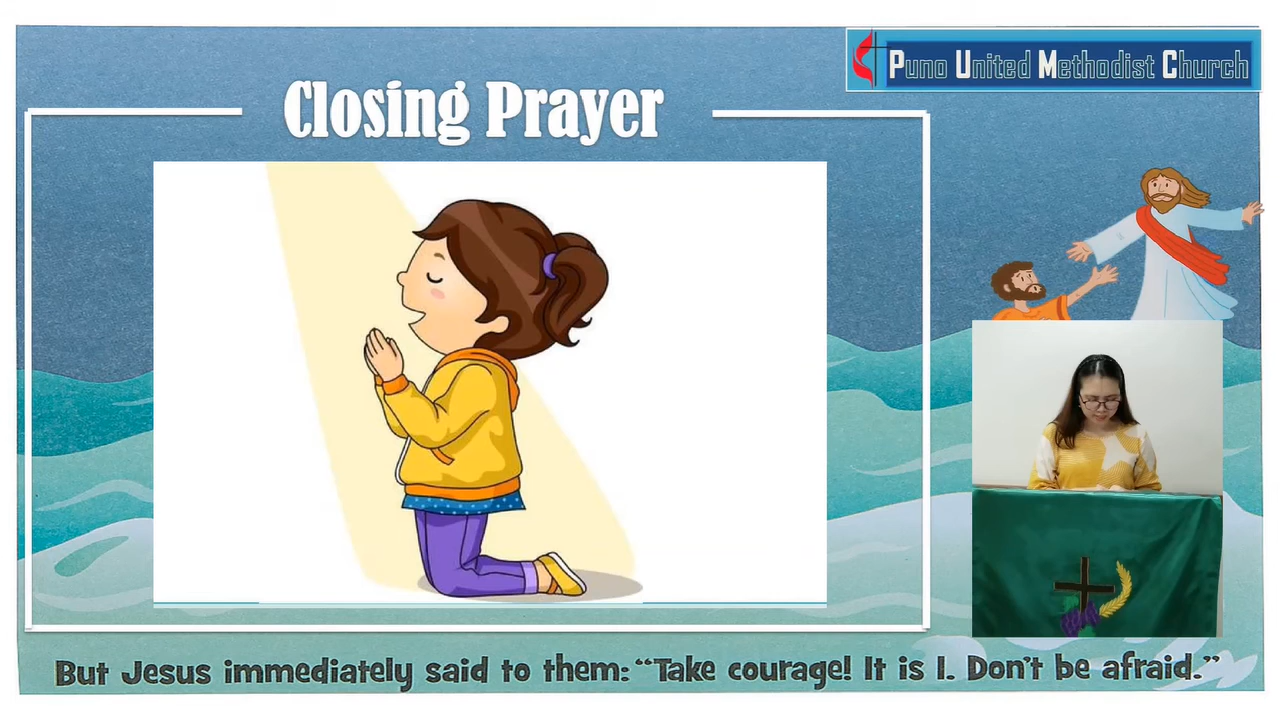 Puno United Methodist Church
Closing Prayer
But Jesus immediately said to them: “Take courage! It is I. Don’t be afraid.”